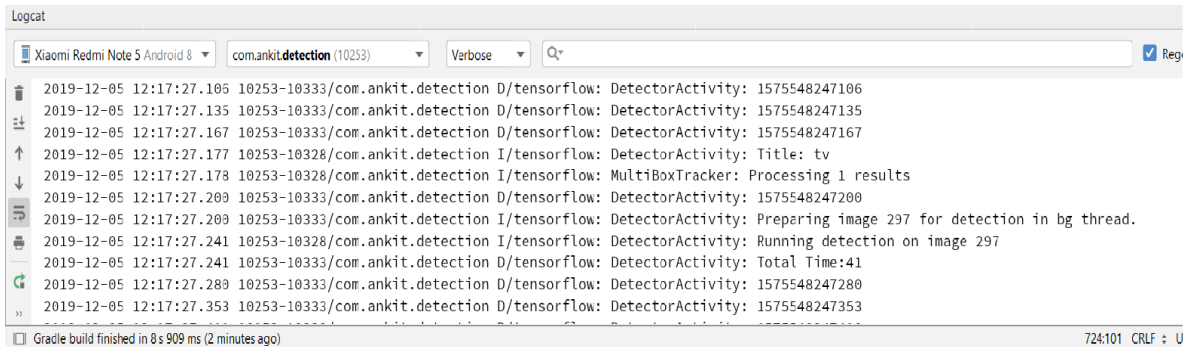 Logcat
Xiaomi Redmi Note 5 Android 8 com.ankit.detection (10253) Verbose Rege
2019-12-05 12:17:27.106 10253-10333/com.ankit.detection D/tensorflow: DetectorActivity: 1575548247106
2019-12-05 12:17:27.135 10253-10333/com.ankit.detection D/tensorflow: DetectorActivity: 1575548247135
2019-12-05 12:17:27.167 10253-10333/com.ankit.detection D/tensorflow: DetectorActivity: 1575548247167
2019-12-05 12:17:27.177 10253-10328/com.ankit.detection I/tensorflow: DetectorActivity: Title: tv
2019-12-05 12:17:27.178 10253-10328/com.ankit.detection I/tensorflow: MultiBoxTracker: Processing 1 results
2019-12-05 12:17:27.200 10253-10333/com.ankit.detection D/tensorflow: DetectorActivity: 1575548247200
2019-12-05 12:17:27.200 10253-10333/com.ankit.detection I/tensorflow: DetectorActivity: Preparing image 297 for detection in bg thread.
2019-12-05 12:17:27.241 10253-10328/com.ankit.detection I/tensorflow: DetectorActivity: Running detection on image 297
2019-12-05 12:17:27.241 10253-10333/com.ankit.detection D/tensorflow: DetectorActivity: Total Time:41
2019-12-05 12:17:27.280 10253-10333/com.ankit.detection D/tensorflow: DetectorActivity: 1575548247280
2019-12-05 12:17:27.353 10253-10333/com.ankit.detection D/tensorflow: DetectorActivity: 1575548247353
Gradle build finished in 8 s 909 ms (2 minutes ago) 724:101 CRLF U